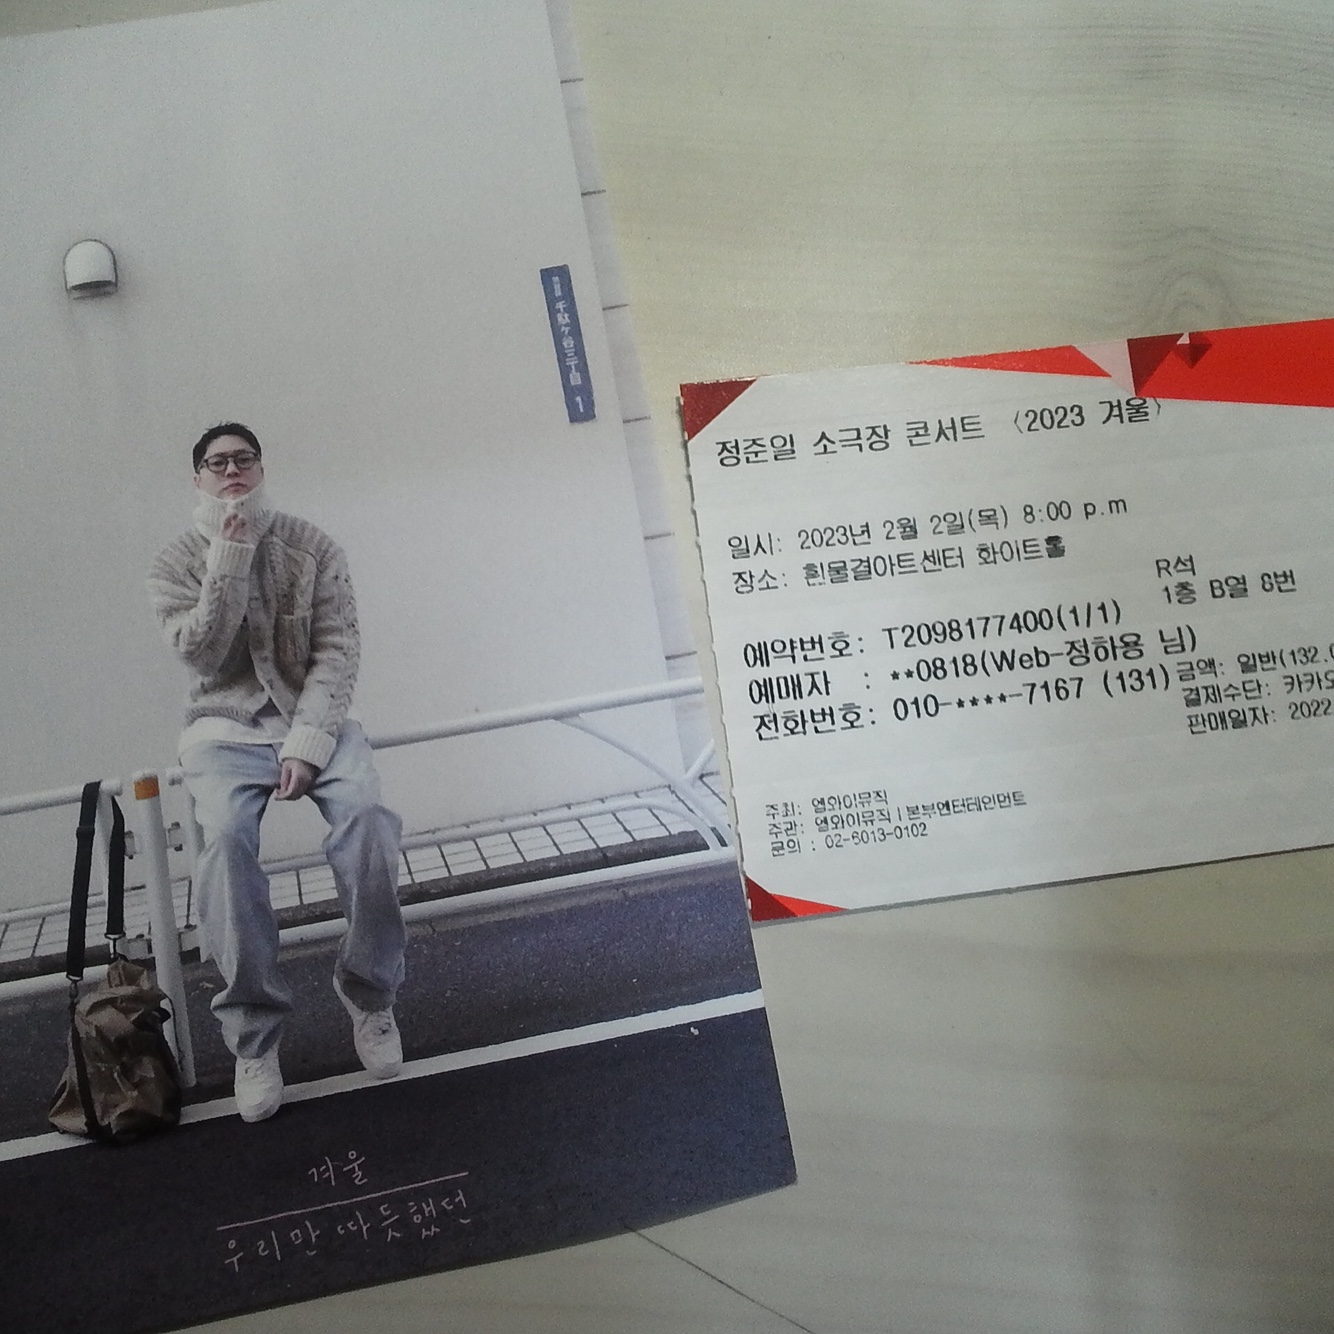 千駄ケ谷三丁目 1
겨울
우리만 따듯했던
정준일 소극장 콘서트 〈2023 겨울〉
일시: 2023년 2월 2일(목) 8:00 p.m
장소: 흰물결아트센터 화이트홀
R석
1층 B열 8번
예약번호: T2098177400(1/1)
예매자 : **0818(Web-정하용 님)
전화번호: 010-****-7167 (131)
금액: 일반(132.0
결제수단: 카카오
판매일자: 2022
주최: 엠와이뮤직
주관: 엠와이뮤직 | 본부엔터테인먼트
문의 : 02-6013-0102